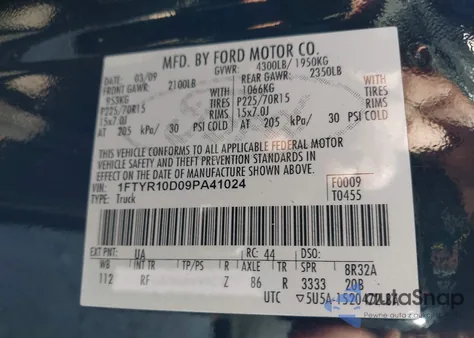 MFD. BY FORD MOTOR CO.
DATE: 03/09 GVWR: 4300LB/ 1950KG
FRONT GAWR: 2100LB REAR GAWR: 2350LB
953KG 1066KG
P225/70R15 TIRES P225/70R15 TIRES
15x7.0J RIMS 15x7.0J RIMS
AT 205 kPa/ 30 PSI COLD AT 205 kPa/ 30 PSI COLD
THIS VEHICLE CONFORMS TO ALL APPLICABLE FEDERAL MOTOR
VEHICLE SAFETY AND THEFT PREVENTION STANDARDS IN
EFFECT ON THE DATE OF MANUFACTURE SHOWN ABOVE.
VIN: 1FTYR10D09PA41024 F0009
TYPE: Truck T0455
EXT PNT: UA RC: 44 DSO:
WB INT TR TP/PS R AXLE TR SPR 8R32A
112 RF Z 86 R 3333 20B
UTC
autoSnap
Pewne auto z